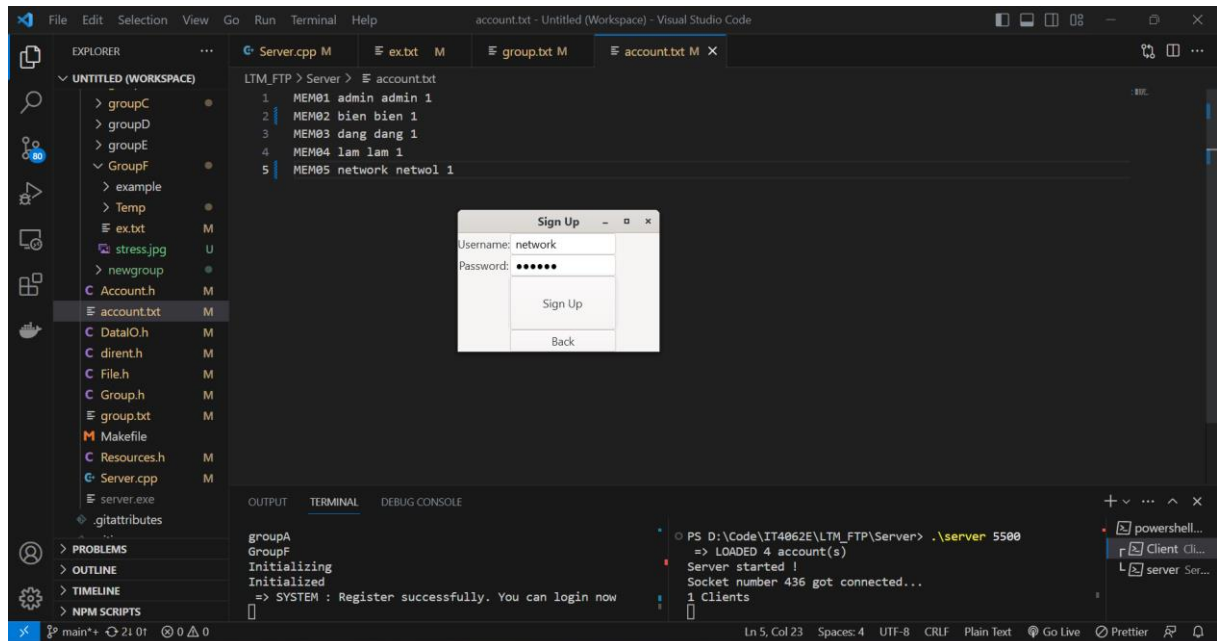 File Edit Selection View Go Run Terminal Help account.txt - Untitled (Workspace) - Visual Studio Code
EXPLORER ...
Server.cpp M ex.txt M group.txt M account.txt M
UNTITLED (WORKSPACE)
LTM_FTP > Server > account.txt
groupC
groupD
groupE
GroupF
example
Temp
ex.txt M
stress.jpg U
newgroup
C Account.h M
account.txt M
C DataIO.h M
C dirent.h M
C File.h M
C Group.h M
group.txt M
M Makefile
C Resources.h M
Server.cpp M
server.exe
.gitattributes
PROBLEMS
OUTLINE
TIMELINE
NPM SCRIPTS
80
1 MEM01 admin admin 1
2 MEM02 bien bien 1
3 MEM03 dang dang 1
4 MEM04 lam lam 1
5 MEM05 network netwol 1
Sign Up
Username: network
Password: ●●●●●●
Sign Up
Back
OUTPUT TERMINAL DEBUG CONSOLE
groupA
GroupF
Initializing
Initialized
=> SYSTEM : Register successfully. You can login now
PS D:\Code\IT4062E\LTM_FTP\Server> .\server 5500
=> LOADED 4 account(s)
Server started !
Socket number 436 got connected...
1 Clients
powershell...
Client Cli...
server Ser...
main*+ 2↓ 0↑ 0 0 Ln 5, Col 23 Spaces: 4 UTF-8 CRLF Plain Text Go Live Prettier